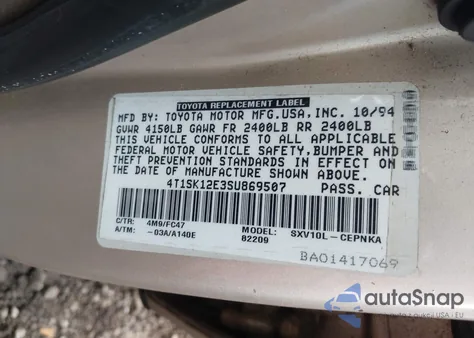 TOYOTA REPLACEMENT LABEL
MFD. BY: TOYOTA MOTOR MFG.USA.INC. 10/94
GVWR 4150LB GAWR FR 2400LB RR 2400LB
THIS VEHICLE CONFORMS TO ALL APPLICABLE
FEDERAL MOTOR VEHICLE SAFETY,BUMPER AND
THEFT PREVENTION STANDARDS IN EFFECT ON
THE DATE OF MANUFACTURE SHOWN ABOVE.
4T1SK12E3SU869507 PASS. CAR
C/TR: 4M9/FC47 MODEL: SXV10L-CEPNKA
A/TM: -03A/A140E 82209
BA01417069
autaSnap